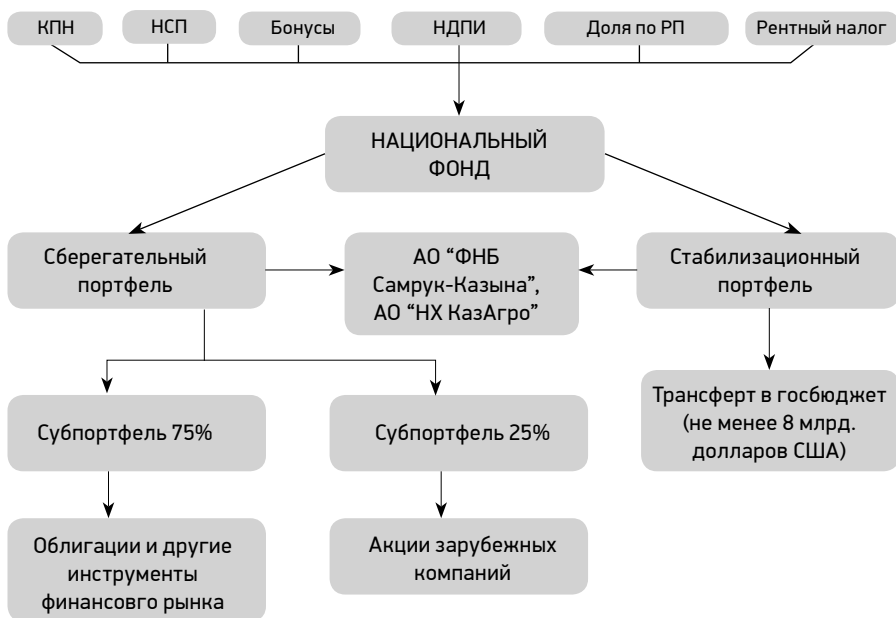 КПН
НСП
Бонусы
НДПИ
Доля по РП
Рентный налог
НАЦИОНАЛЬНЫЙ
ФОНД
Сберегательный
портфель
АО “ФНБ
Самрук-Казына”,
АО “НХ КазАгро”
Стабилизационный
портфель
Субпортфель 75%
Субпортфель 25%
Трансферт в госбюджет
(не менее 8 млрд.
долларов США)
Облигации и другие
инструменты
финансовго рынка
Акции зарубежных
компаний